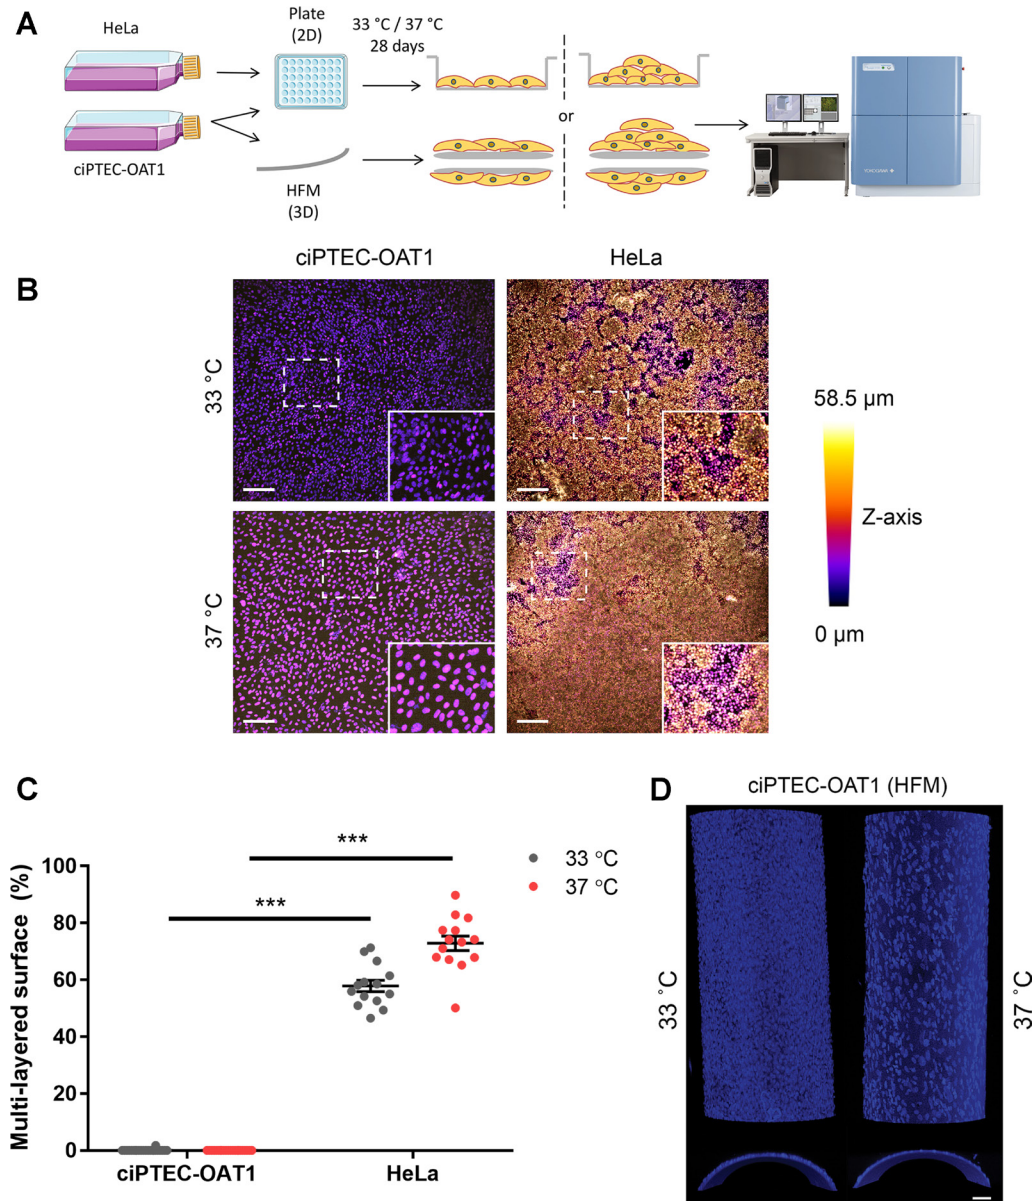 A
HeLa
ciPTEC-OAT1
Plate
(2D)
HFM
(3D)
33 °C / 37 °C
28 days
or
YOKOGAWA
B
ciPTEC-OAT1
HeLa
33 °C
37 °C
58.5 µm
Z-axis
0 µm
C
Multi-layered surface (%)
100
80
60
40
20
0
***
***
33 °C
37 °C
ciPTEC-OAT1
HeLa
D
ciPTEC-OAT1 (HFM)
33 °C
37 °C